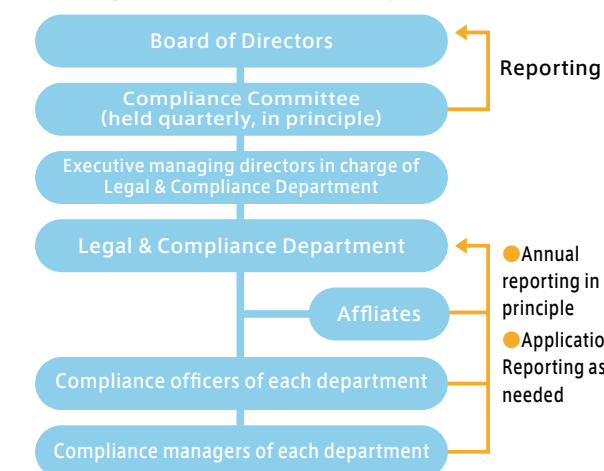 Board of Directors
Reporting
Compliance Committee
(held quarterly, in principle)
Executive managing directors in charge of
Legal & Compliance Department
Legal & Compliance Department
●Annual
reporting in
principle
Affliates
●Applicatio
Reporting as
needed
Compliance officers of each department
Compliance managers of each department